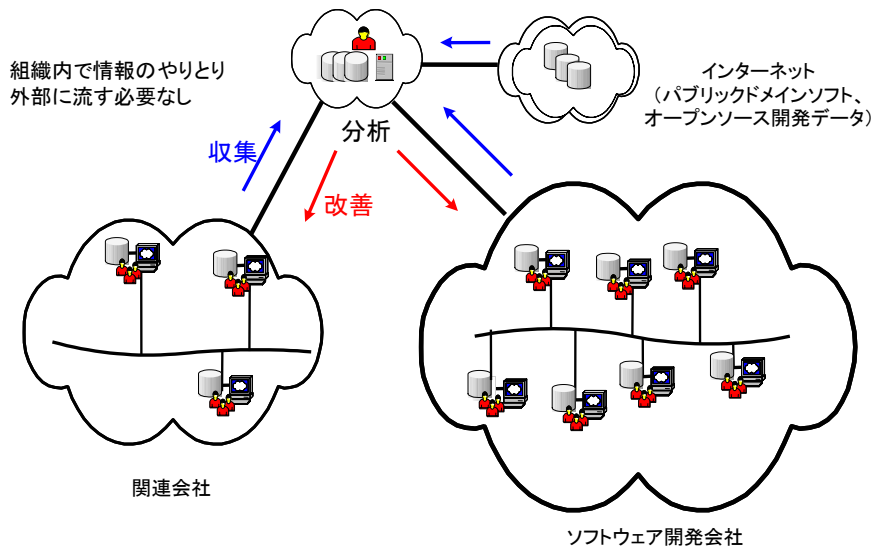 組織内で情報のやりとり
外部に流す必要なし
インターネット
（パブリックドメインソフト、
オープンソース開発データ）
分析
収集
改善
関連会社
ソフトウェア開発会社